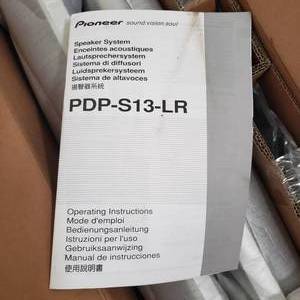 Pioneer sound.vision.soul
Speaker System
Enceintes acoustiques
Lautsprechersystem
Sistema di diffusori
Luidsprekersysteem
Sistema de altavoces
揚聲器系統
PDP-S13-LR
Operating Instructions
Mode d'emploi
Bedienungsanleitung
Istruzioni per l'uso
Gebruiksaanwijzing
Manual de instrucciones
使用說明書